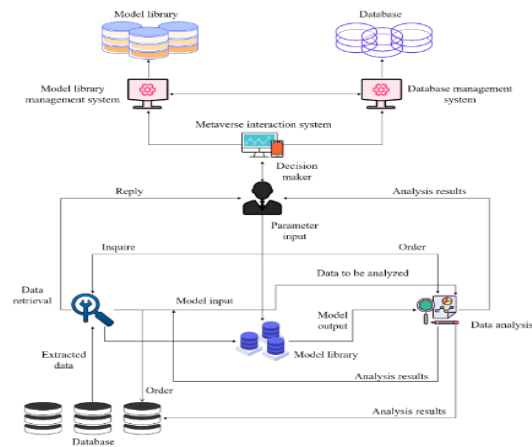 Model library
Database
Model library
management system
Database management
system
Metaverse interaction system
Decision
maker
Reply
Analysis results
Parameter
input
Inquire
Order
Data to be analyzed
Data
retrieval
Model input
Model
output
Data analysis
Model library
Extracted
data
Order
Analysis results
Analysis results
Database